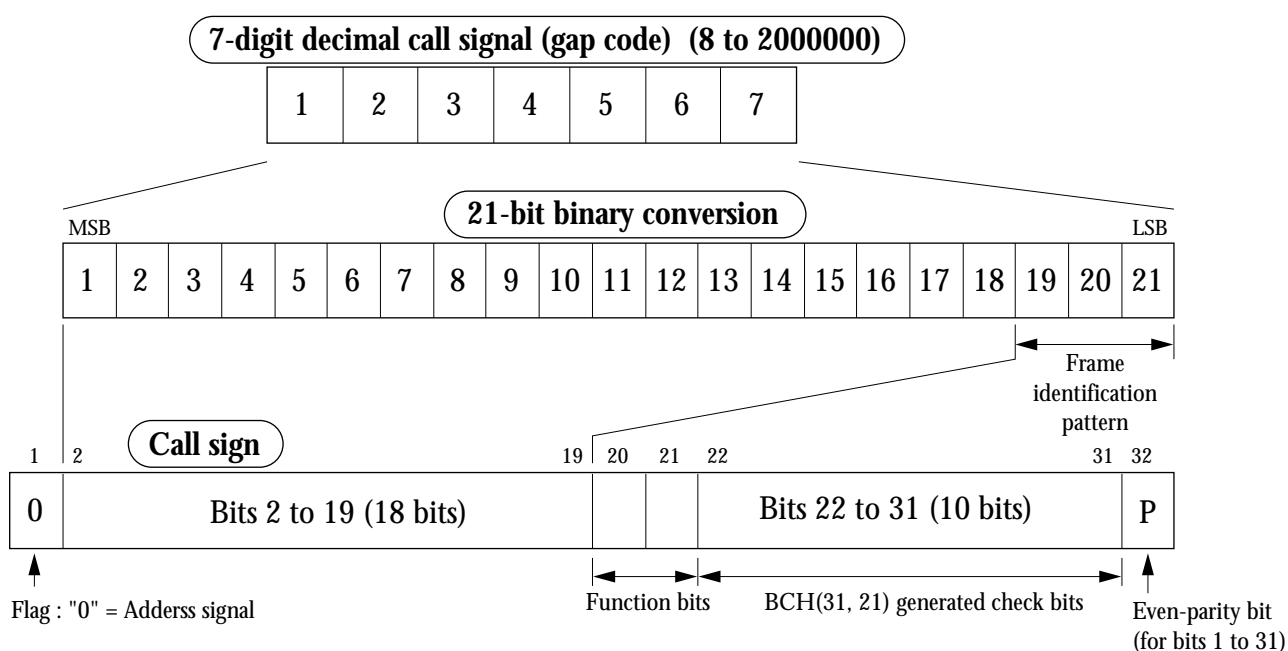 7-digit decimal call signal (gap code) (8 to 2000000)
1 2 3 4 5 6 7
21-bit binary conversion
MSB LSB
1 2 3 4 5 6 7 8 9 10 11 12 13 14 15 16 17 18 19 20 21
Frame
identification
pattern
Call sign
1 2 19 20 21 22 31 32
0 Bits 2 to 19 (18 bits) Bits 22 to 31 (10 bits) P
Flag : "0" = Adderss signal
Function bits
BCH(31, 21) generated check bits
Even-parity bit
(for bits 1 to 31)